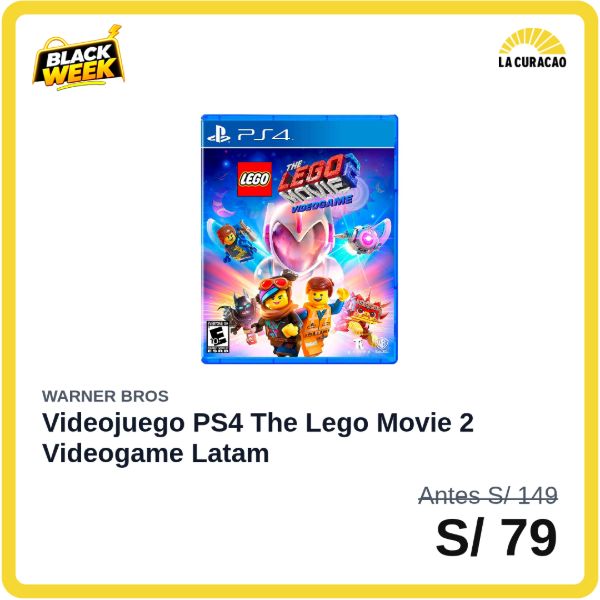 BLACK
WEEK
LA CURACAO
PS4
LEGO
THE
LEGO
MOVIE 2
VIDEOGAME
E
ESRB
WARNER BROS
Videojuego PS4 The Lego Movie 2
Videogame Latam
Antes S/ 149
S/ 79